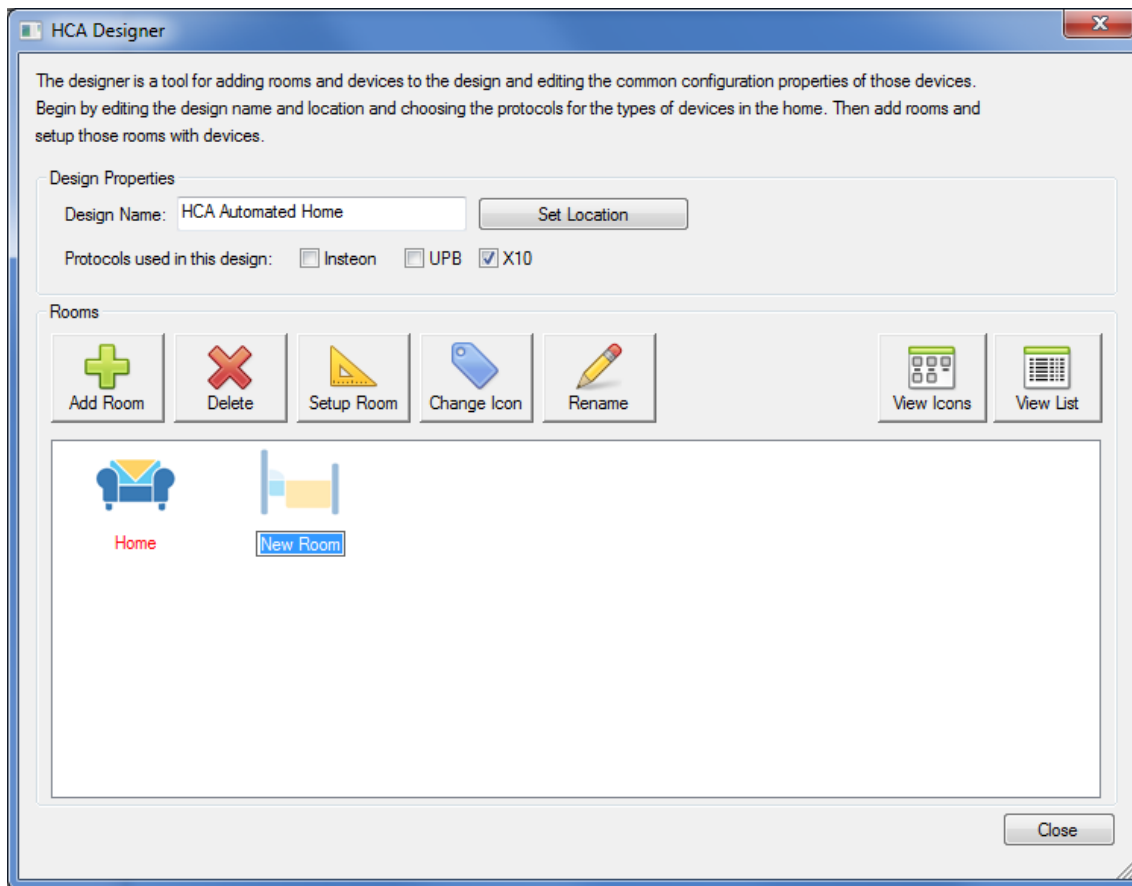 HCA Designer
The designer is a tool for adding rooms and devices to the design and editing the common configuration properties of those devices.
Begin by editing the design name and location and choosing the protocols for the types of devices in the home. Then add rooms and
setup those rooms with devices.
Design Properties
Design Name: HCA Automated Home Set Location
Protocols used in this design: Insteon UPB X10
Rooms
Add Room Delete Setup Room Change Icon Rename View Icons View List
Home New Room
Close